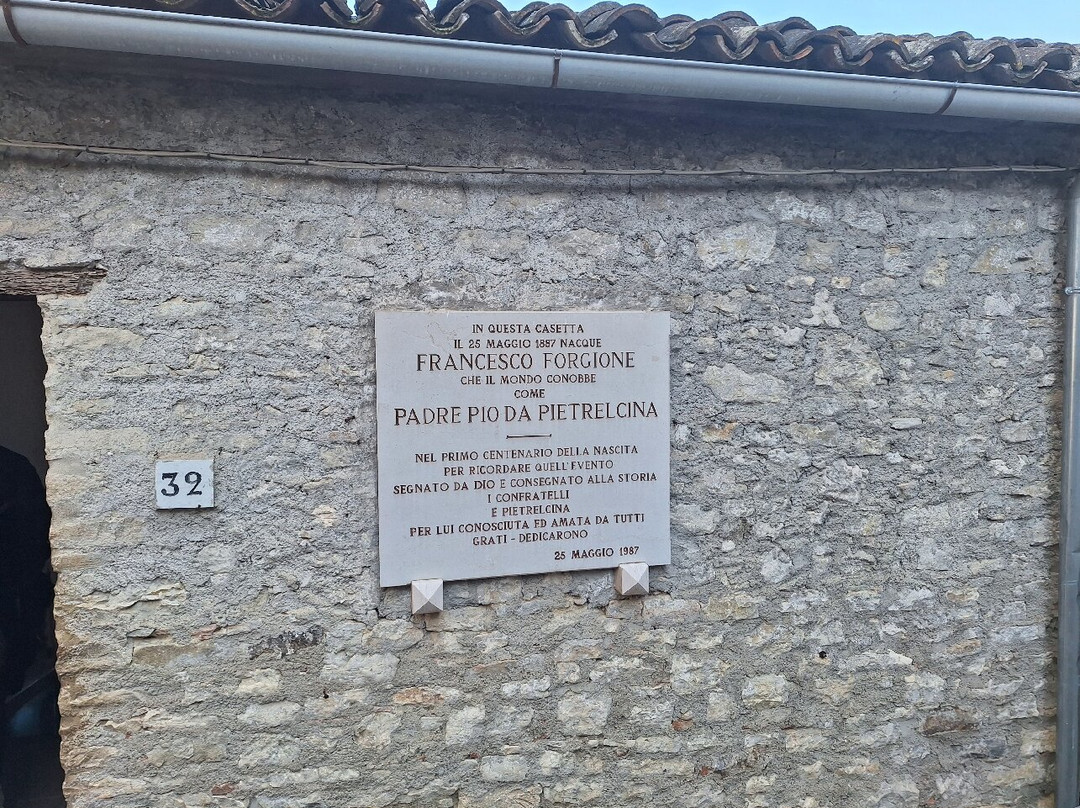 IN QUESTA CASETTA
IL 25 MAGGIO 1887 NACQUE
FRANCESCO FORGIONE
CHE IL MONDO CONOBBE
COME
PADRE PIO DA PIETRELCINA
NEL PRIMO CENTENARIO DELLA NASCITA
PER RICORDARE QUELL'EVENTO
SEGNATO DA DIO E CONSEGNATO ALLA STORIA
I CONFRATELLI
E PIETRELCINA
PER LUI CONOSCIUTA ED AMATA DA TUTTI
GRATI - DEDICARONO
25 MAGGIO 1987
32